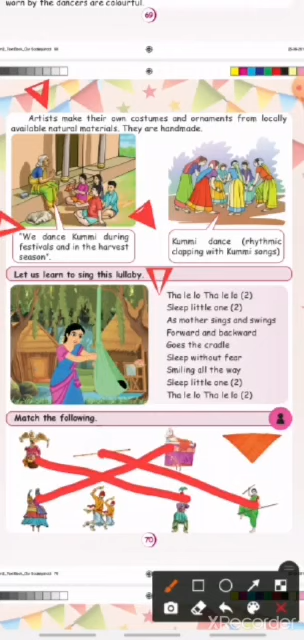 worn by the dancers are colourful.
69
Artists make their own costumes and ornaments from locally
available natural materials. They are handmade.
"We dance Kummi during
festivals and in the harvest
season".
Kummi dance (rhythmic
clapping with Kummi songs)
Let us learn to sing this lullaby.
Tha le lo Tha le lo (2)
Sleep little one (2)
As mother sings and swings
Forward and backward
Goes the cradle
Sleep without fear
Smiling all the way
Sleep little one (2)
Tha le lo Tha le lo (2)
Match the following.
70
XRecorder